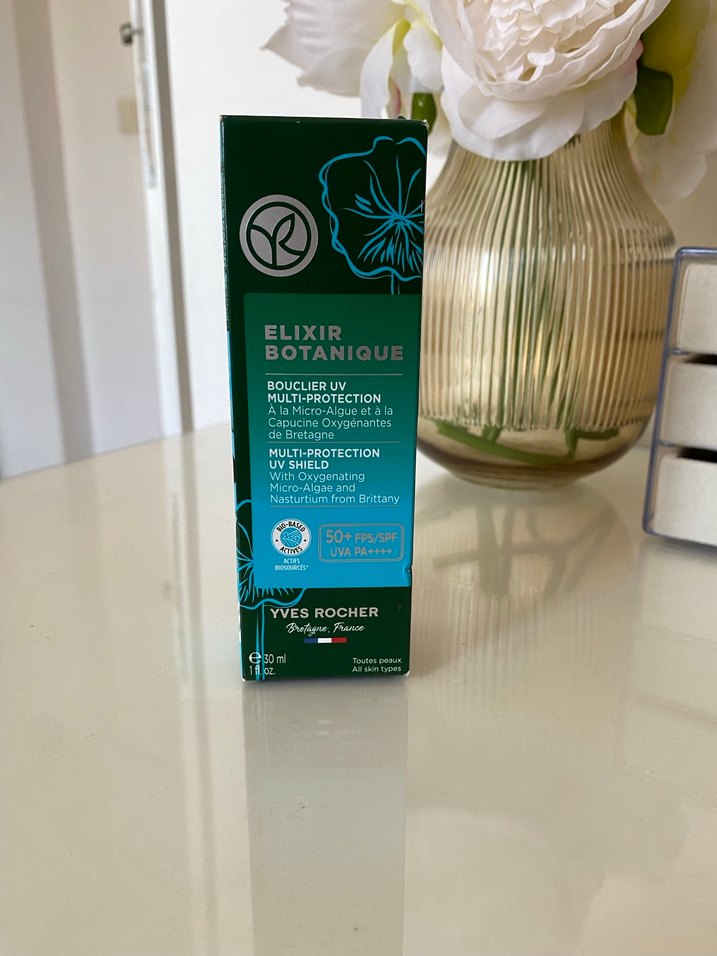 ELIXIR
BOTANIQUE
BOUCLIER UV
MULTI-PROTECTION
À la Micro-Algue et à la
Capucine Oxygénantes
de Bretagne
MULTI-PROTECTION
UV SHIELD
With Oxygenating
Micro-Algae and
Nasturtium from Brittany
BIO-BASED
ACTIVES
ACTIFS
BIOSOURCÉS*
50+ FPS/SPF
UVA PA++++
YVES ROCHER
Bretagne, France
℮ 30 ml
1 fl. oz.
Toutes peaux
All skin types